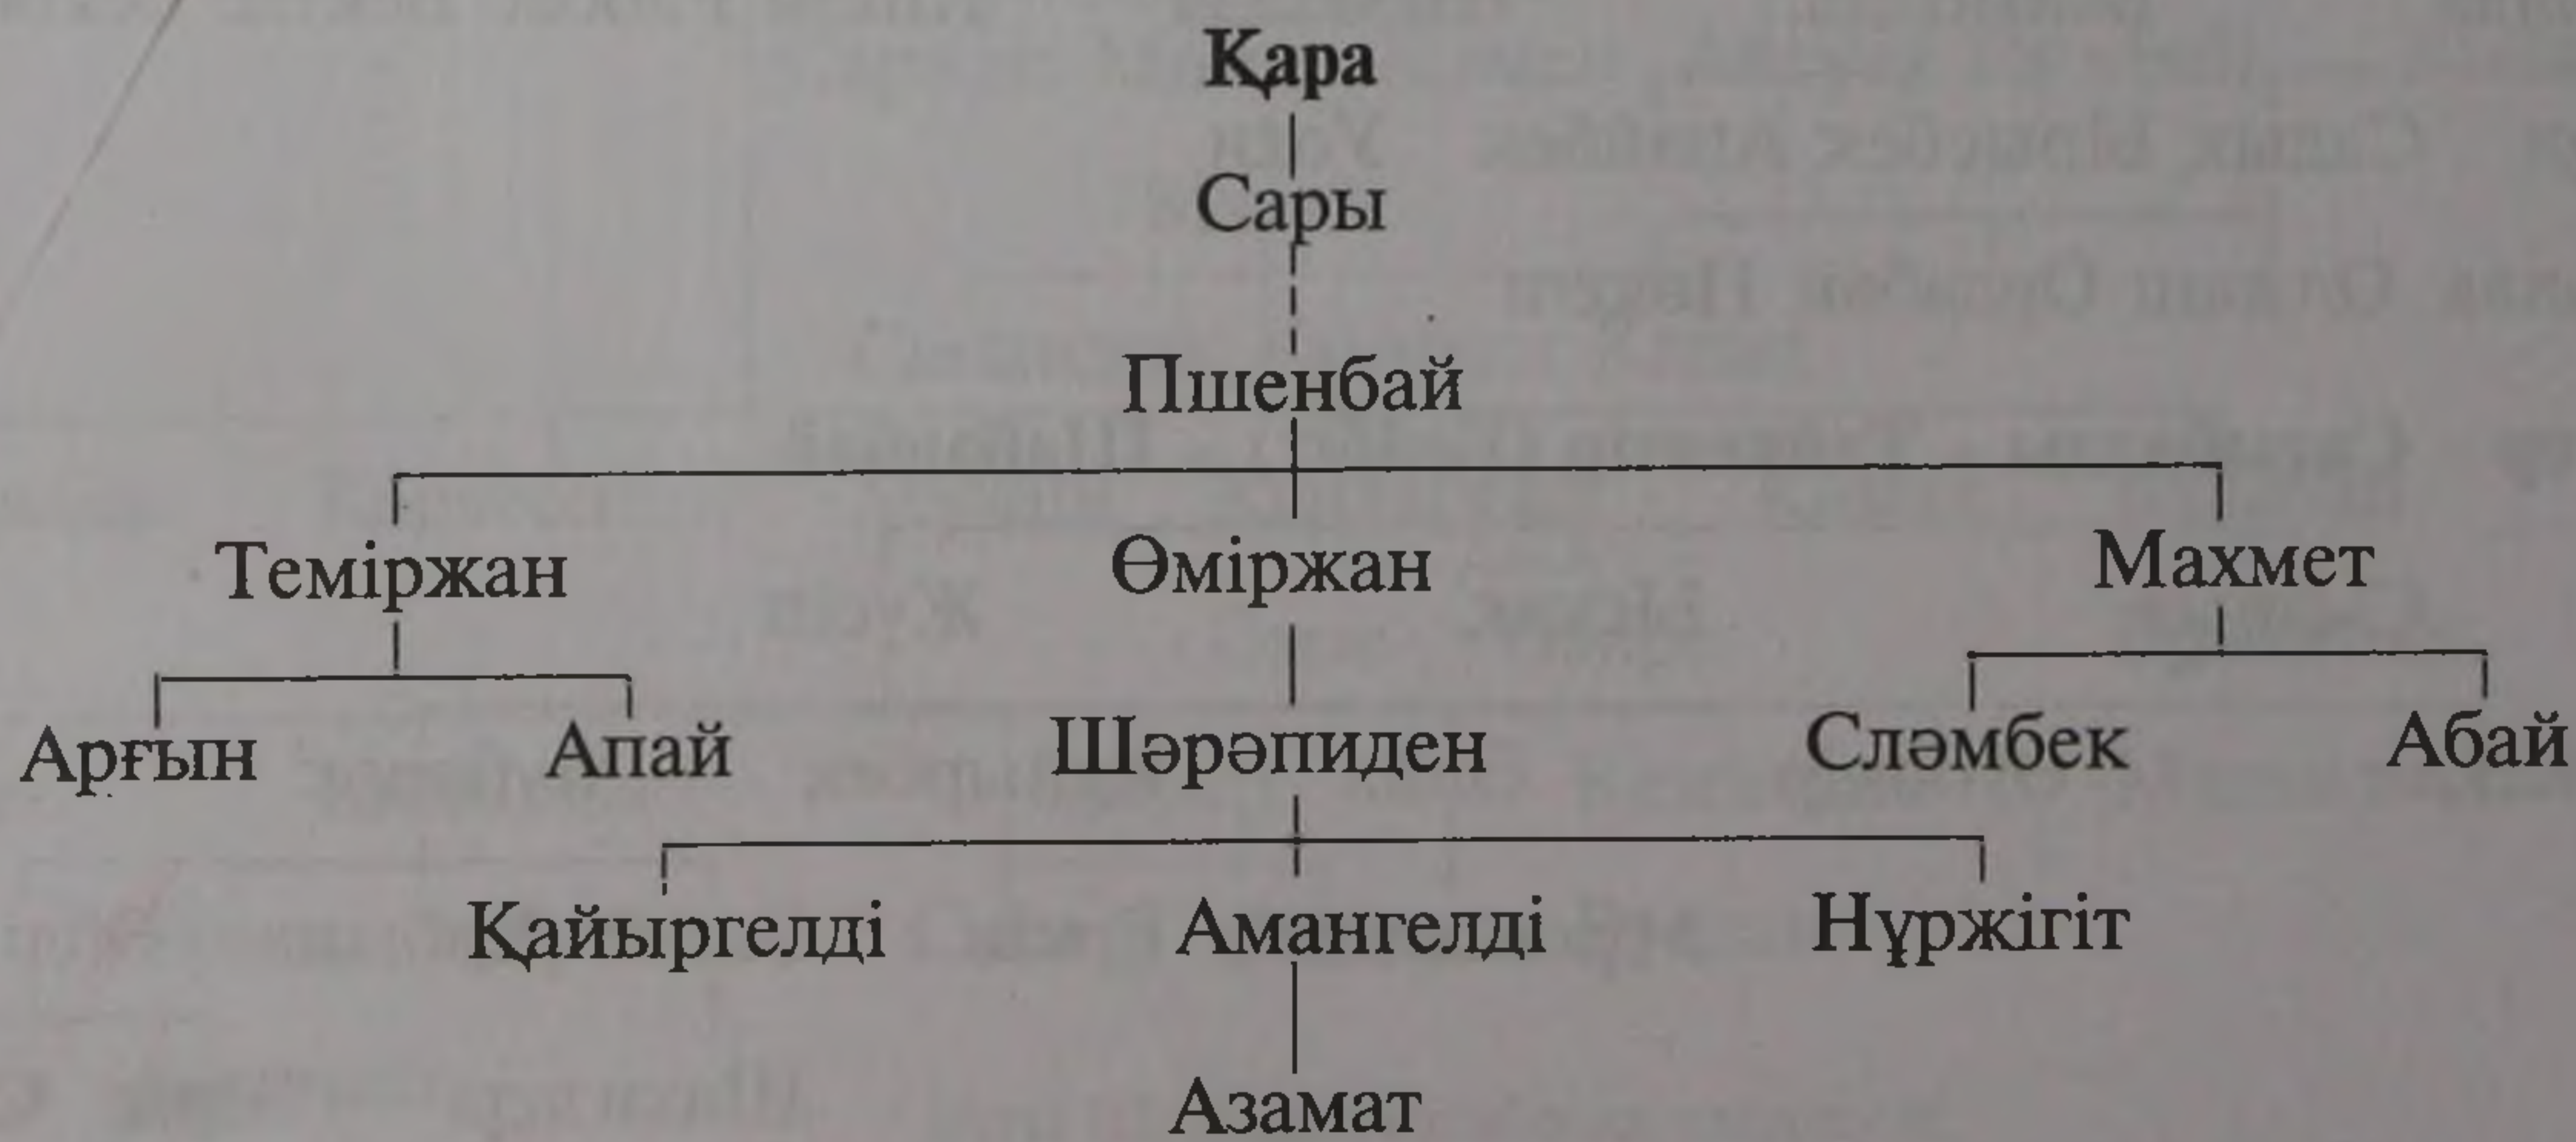 Қара
Сары
Пшенбай
Теміржан Өміржан Махмет
Арғын Апай Шәрәпиден Сләмбек Абай
Қайыргелді Амангелді Нұржігіт
Азамат